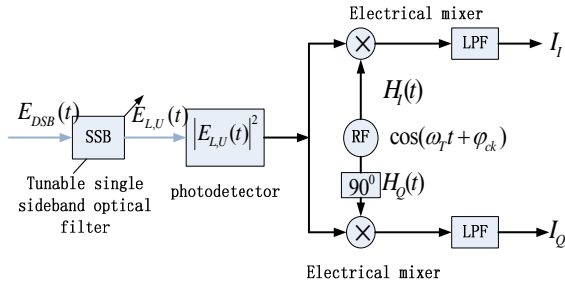 Electrical mixer
LPF
I_I
H_I(t)
E_DSB(t)
SSB
E_L,U(t)
|E_L,U(t)|^2
RF
cos(ω_T t+φ_ck)
Tunable single
sideband optical
filter
photodetector
90^0
H_Q(t)
LPF
I_Q
Electrical mixer